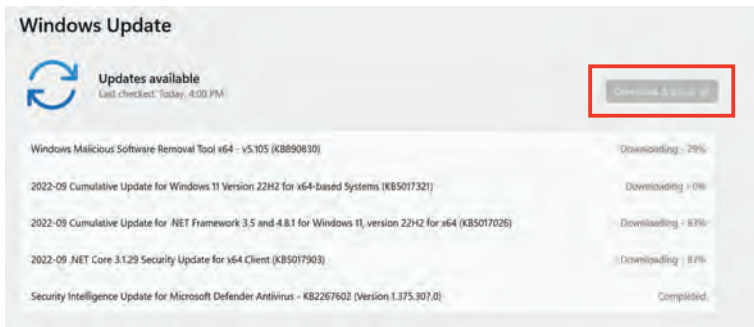 Windows Update
Updates available
Last checked: Today, 4:00 PM
Download & install all
Windows Malicious Software Removal Tool x64 - v5.105 (KB890830)
Downloading - 29%
2022-09 Cumulative Update for Windows 11 Version 22H2 for x64-based Systems (KB5017321)
Downloading - 0%
2022-09 Cumulative Update for .NET Framework 3.5 and 4.8.1 for Windows 11, version 22H2 for x64 (KB5017026)
Downloading - 83%
2022-09 .NET Core 3.1.29 Security Update for x64 Client (KB5017903)
Downloading - 87%
Security Intelligence Update for Microsoft Defender Antivirus - KB2267602 (Version 1.375.307.0)
Completed